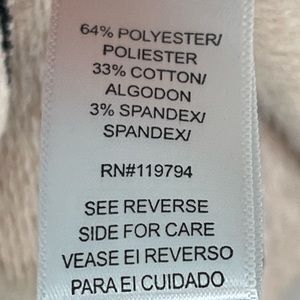 64% POLYESTER/
POLIESTER
33% COTTON/
ALGODON
3% SPANDEX/
SPANDEX/
RN#119794
SEE REVERSE
SIDE FOR CARE
VEASE EI REVERSO
PARA EI CUIDADO